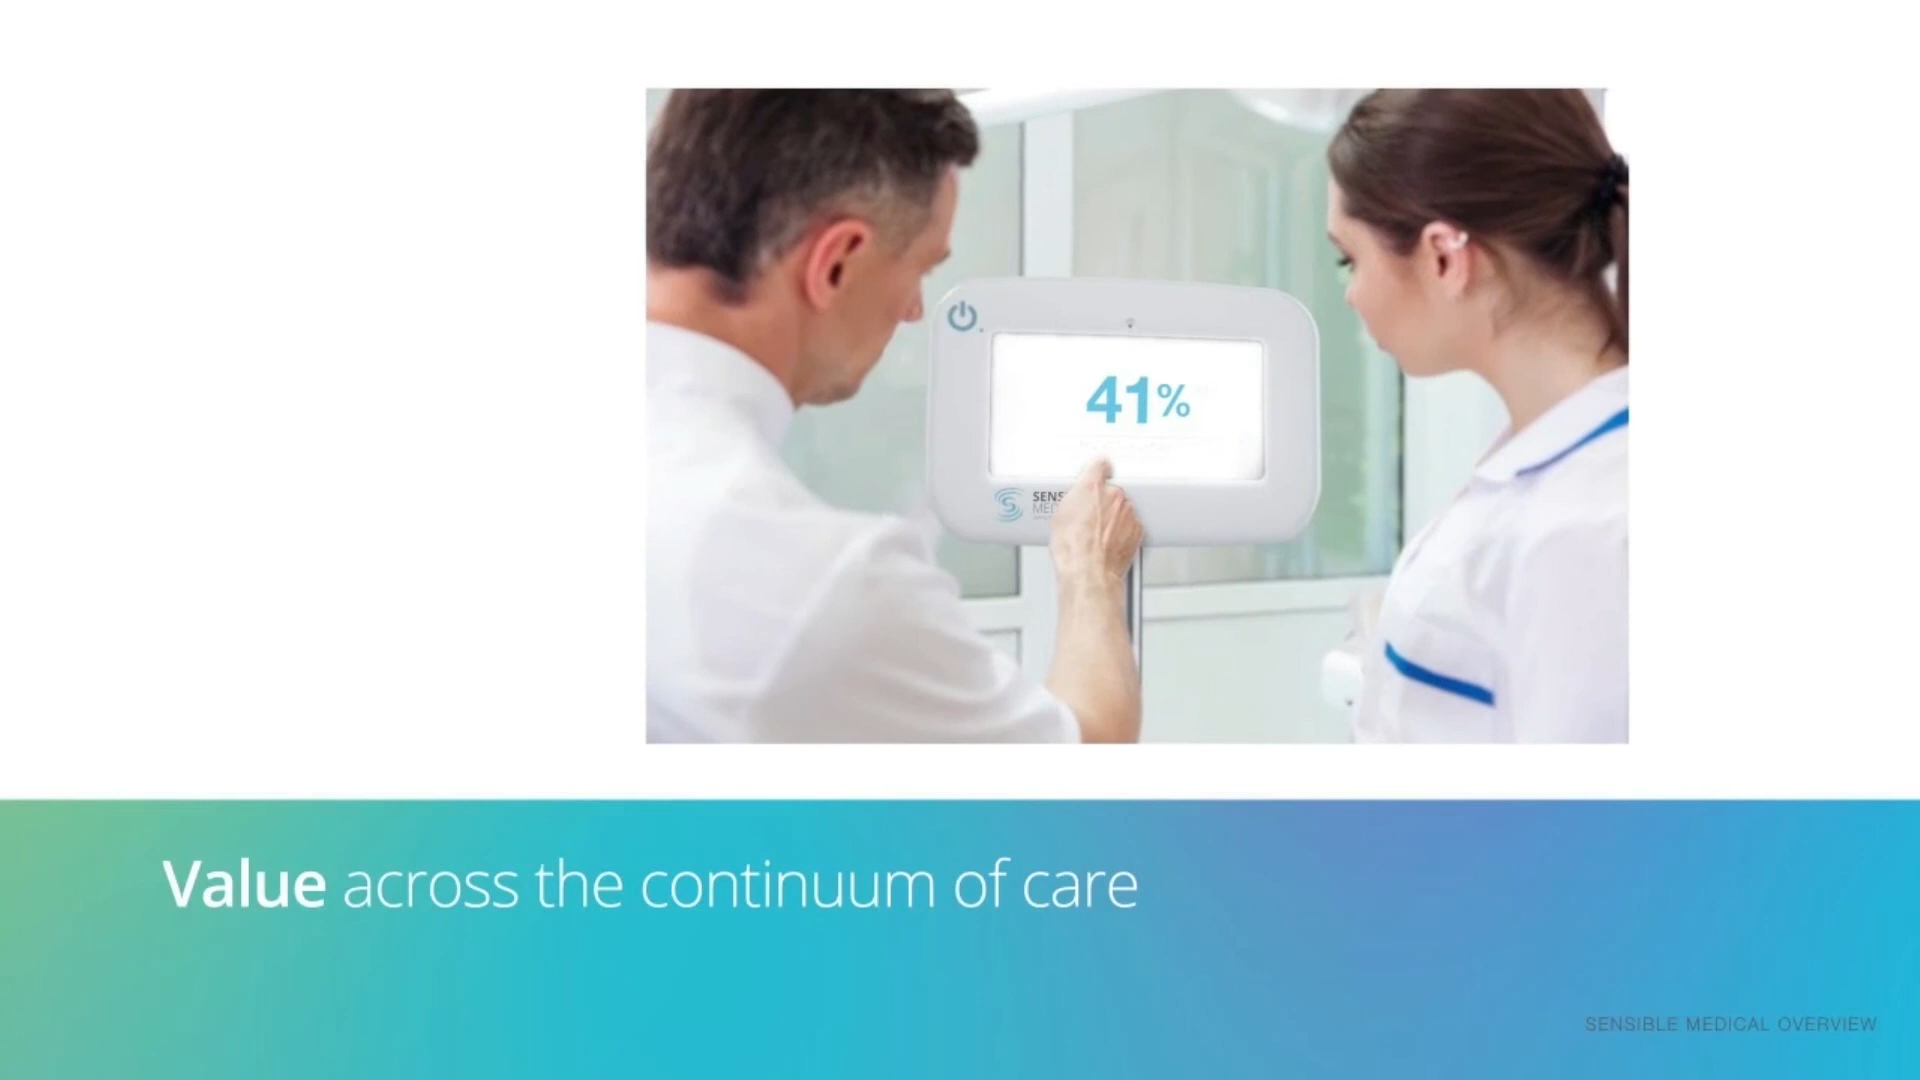 41%
Value across the continuum of care
SENSIBLE MEDICAL OVERVIEW